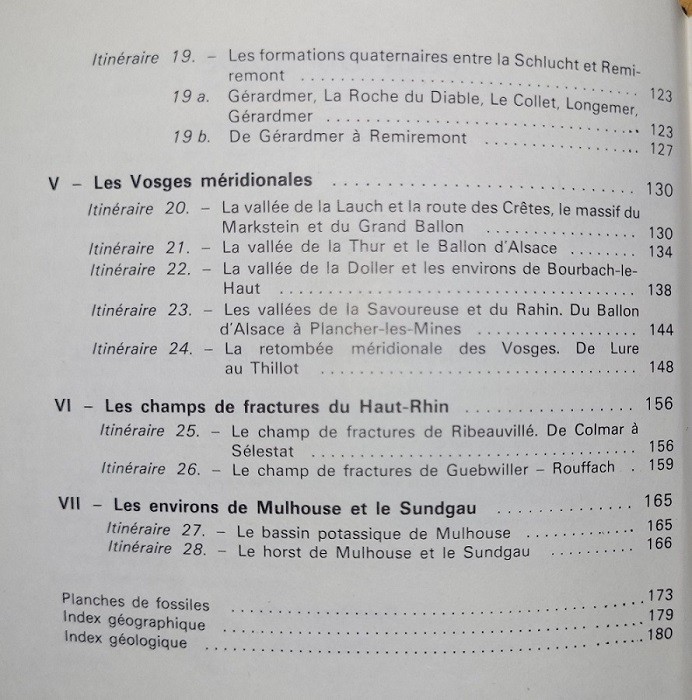 Itinéraire 19. – Les formations quaternaires entre la Schlucht et Remi-
remont .................... 123
19 a. Gérardmer, La Roche du Diable, Le Collet, Longemer,
Gérardmer .................... 123
19 b. De Gérardmer à Remiremont .................... 127
V – Les Vosges méridionales .................... 130
Itinéraire 20. – La vallée de la Lauch et la route des Crêtes, le massif du
Markstein et du Grand Ballon .................... 130
Itinéraire 21. – La vallée de la Thur et le Ballon d'Alsace ........ 134
Itinéraire 22. – La vallée de la Doller et les environs de Bourbach-le-
Haut .................... 138
Itinéraire 23. – Les vallées de la Savoureuse et du Rahin. Du Ballon
d'Alsace à Plancher-les-Mines .................... 144
Itinéraire 24. – La retombée méridionale des Vosges. De Lure
au Thillot .................... 148
VI – Les champs de fractures du Haut-Rhin .................... 156
Itinéraire 25. – Le champ de fractures de Ribeauvillé. De Colmar à
Sélestat .................... 156
Itinéraire 26. – Le champ de fractures de Guebwiller – Rouffach . 159
VII – Les environs de Mulhouse et le Sundgau .................... 165
Itinéraire 27. – Le bassin potassique de Mulhouse ............ 165
Itinéraire 28. – Le horst de Mulhouse et le Sundgau .......... 166
Planches de fossiles .................... 173
Index géographique .................... 179
Index géologique .................... 180